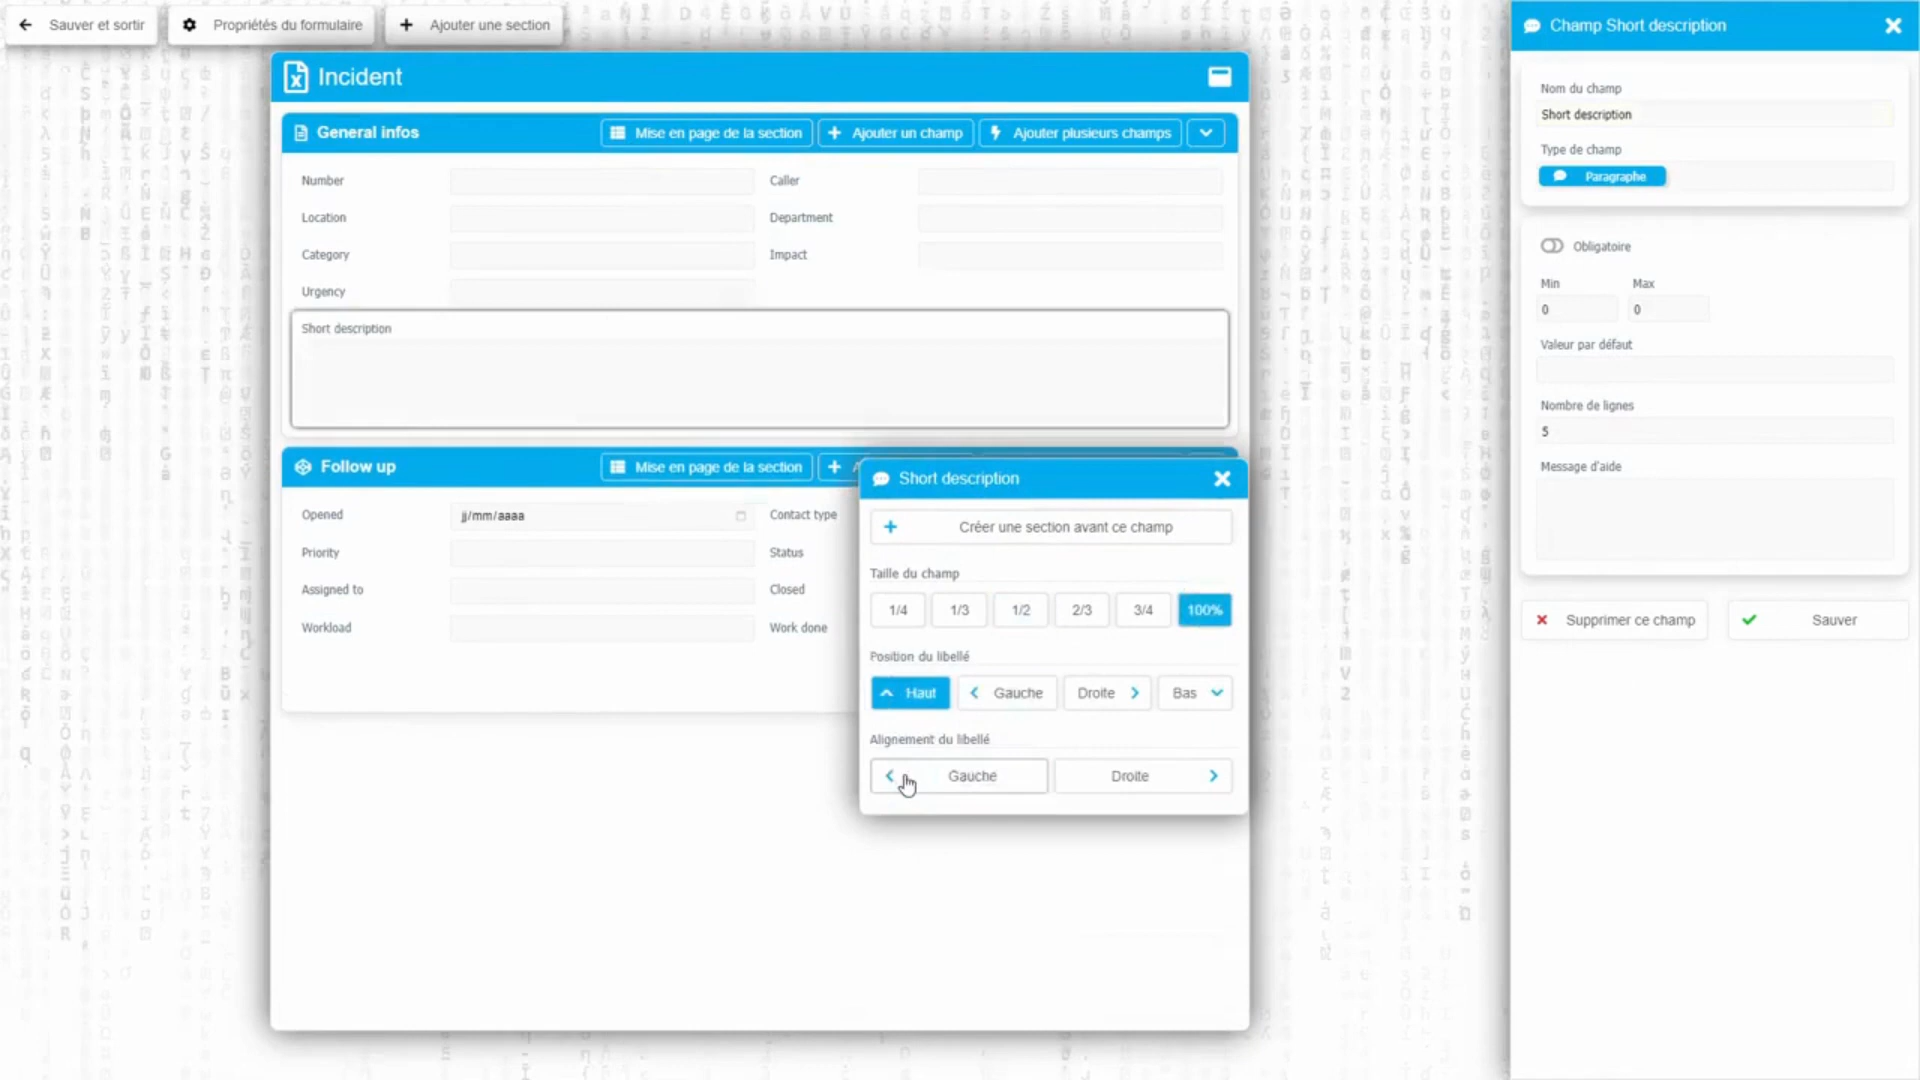 Sauver et sortir
Propriétés du formulaire
Ajouter une section
Incident
General infos
Mise en page de la section
Ajouter un champ
Ajouter plusieurs champs
Number
Caller
Location
Department
Category
Impact
Urgency
Short description
Follow up
Mise en page de la section
Opened
jj/mm/aaaa
Contact type
Priority
Status
Assigned to
Closed
Workload
Work done
Short description
Créer une section avant ce champ
Taille du champ
1/4 1/3 1/2 2/3 3/4 100%
Position du libellé
Haut Gauche Droite Bas
Alignement du libellé
Gauche Droite
Champ Short description
Nom du champ
Short description
Type de champ
Paragraphe
Obligatoire
Min Max
0 0
Valeur par défaut
Nombre de lignes
5
Message d'aide
Supprimer ce champ
Sauver